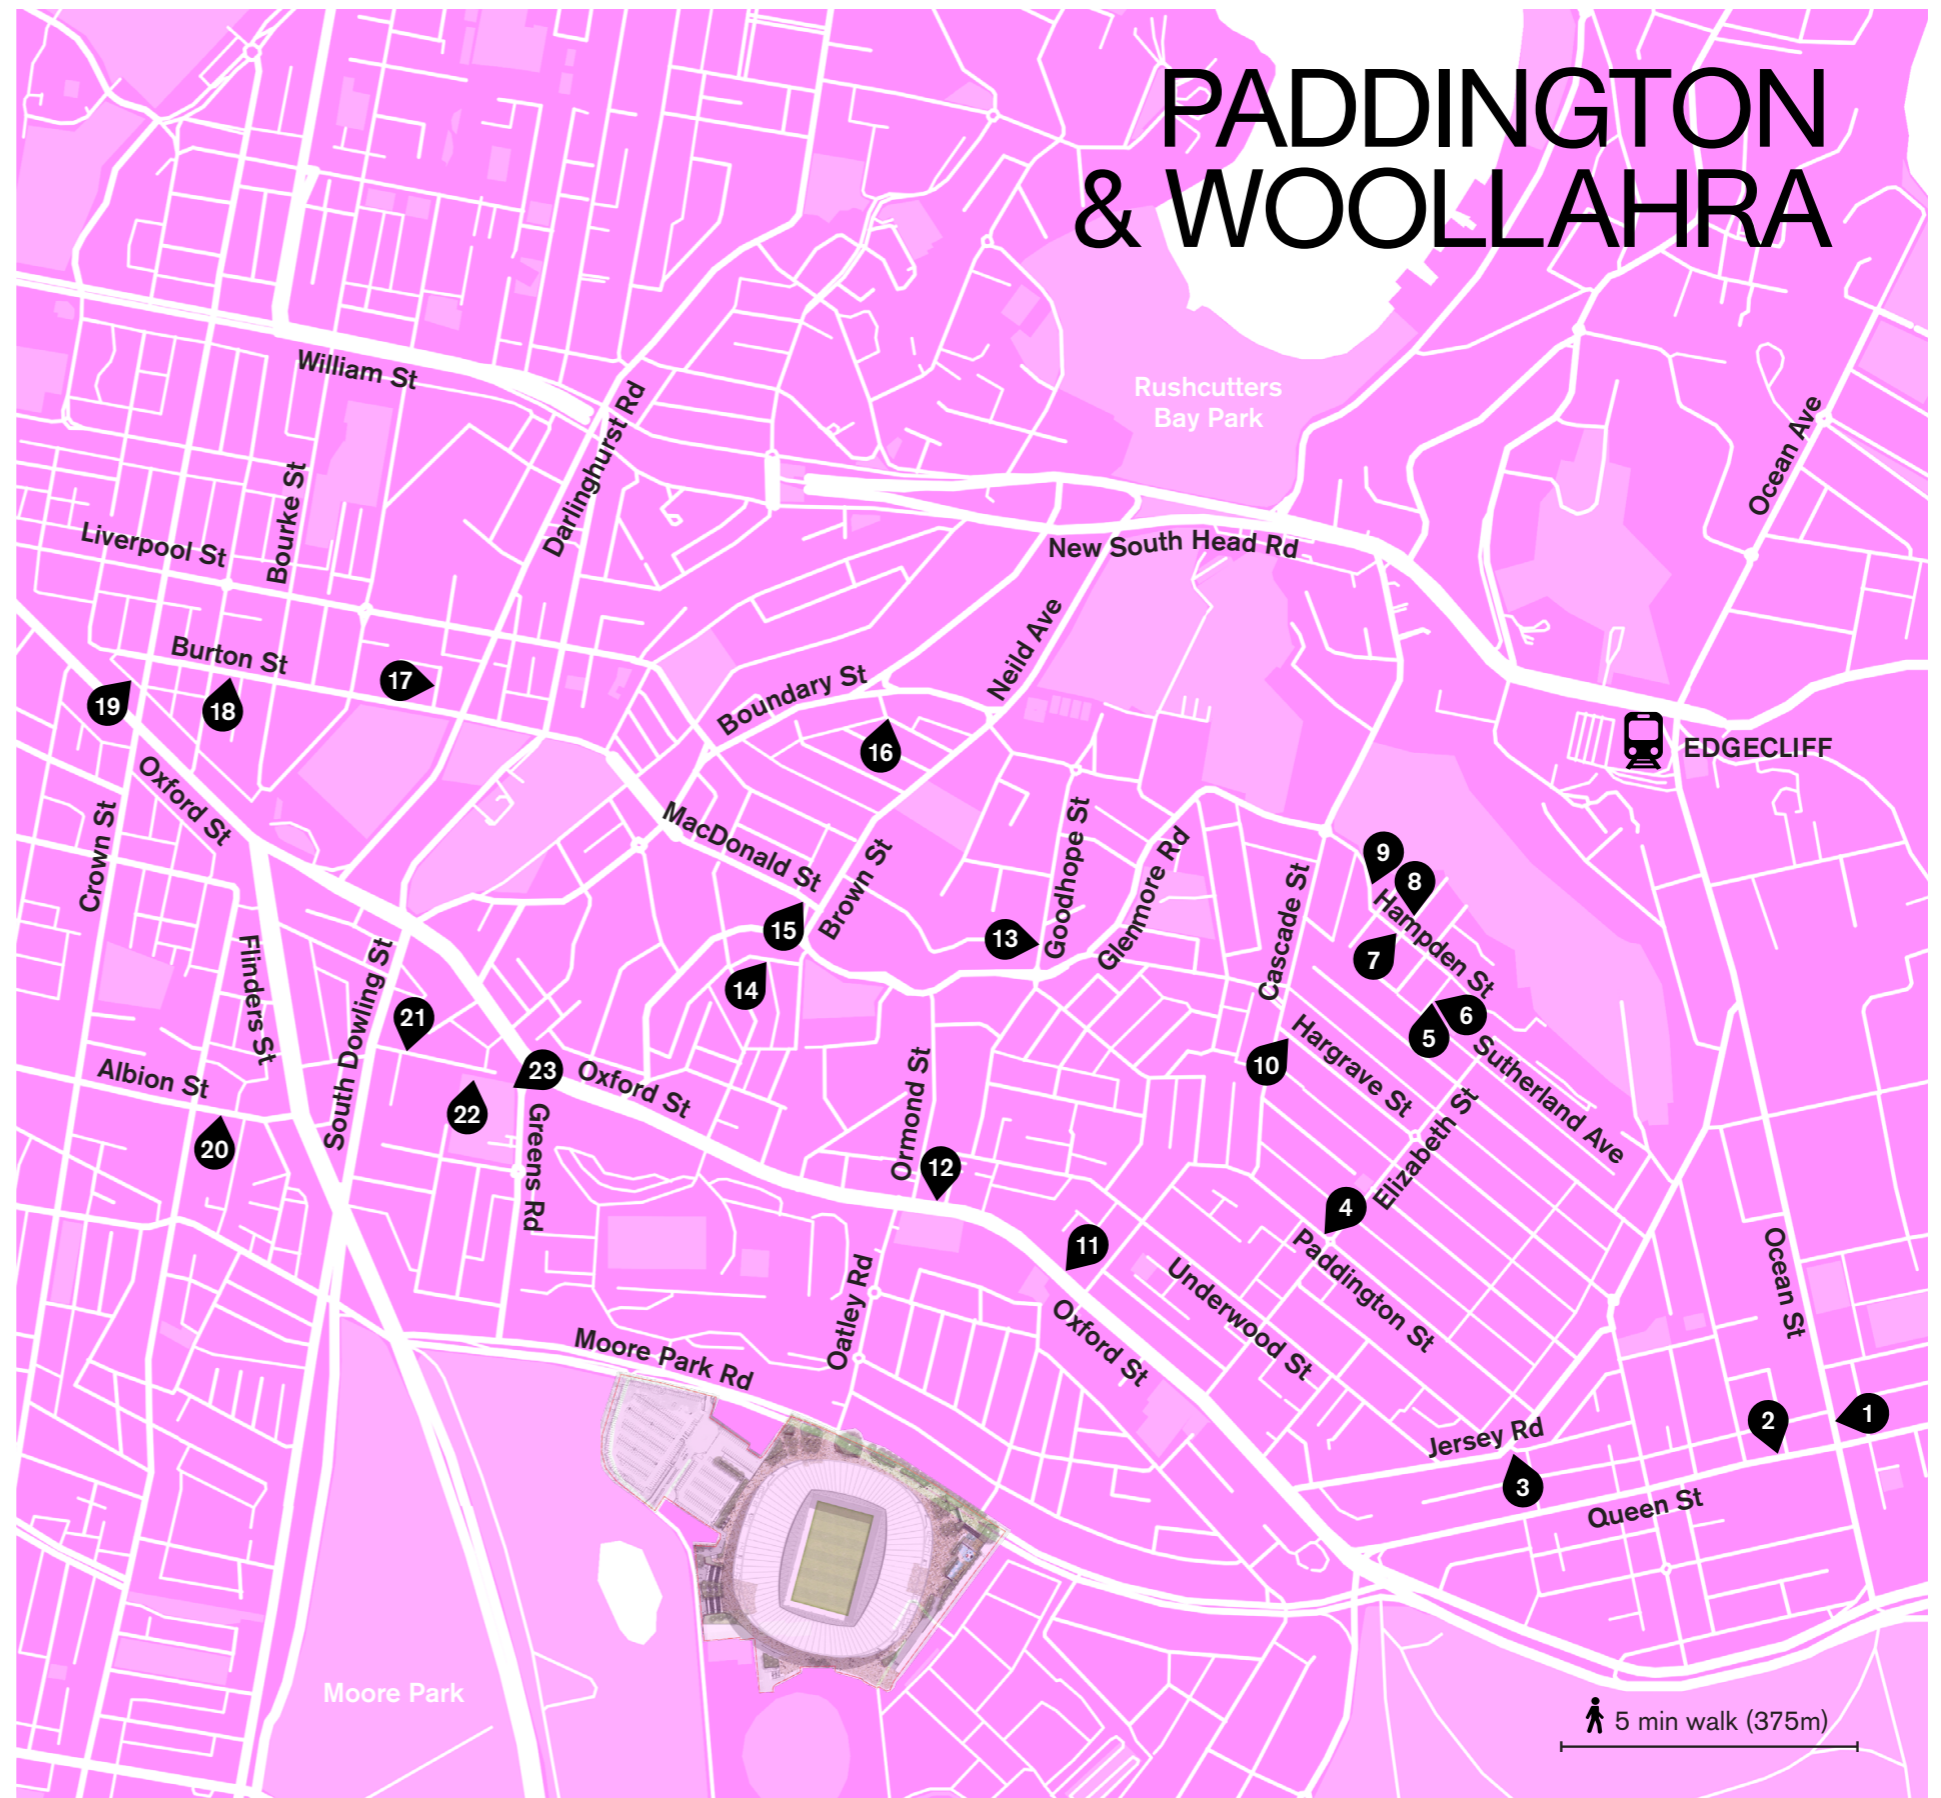 PADDINGTON
& WOOLLAHRA
William St
Rushcutters
Bay Park
Darlinghurst Rd
Ocean Ave
Bourke St
Liverpool St
New South Head Rd
Burton St
Neild Ave
Boundary St
17
19
18
16
EDGECLIFF
Oxford St
Crown St
MacDonald St
Brown St
Goodhope St
Glenmore Rd
Cascade St
9
8
Hampden St
7
15
13
14
6
5
Flinders St
South Dowling St
21
Hargrave St
Sutherland Ave
10
Albion St
23
Oxford St
22
Greens Rd
Ormond St
Elizabeth St
20
12
4
11
Paddington St
Underwood St
Ocean St
Oatley Rd
Oxford St
Moore Park Rd
2
1
Jersey Rd
3
Queen St
Moore Park
5 min walk (375m)